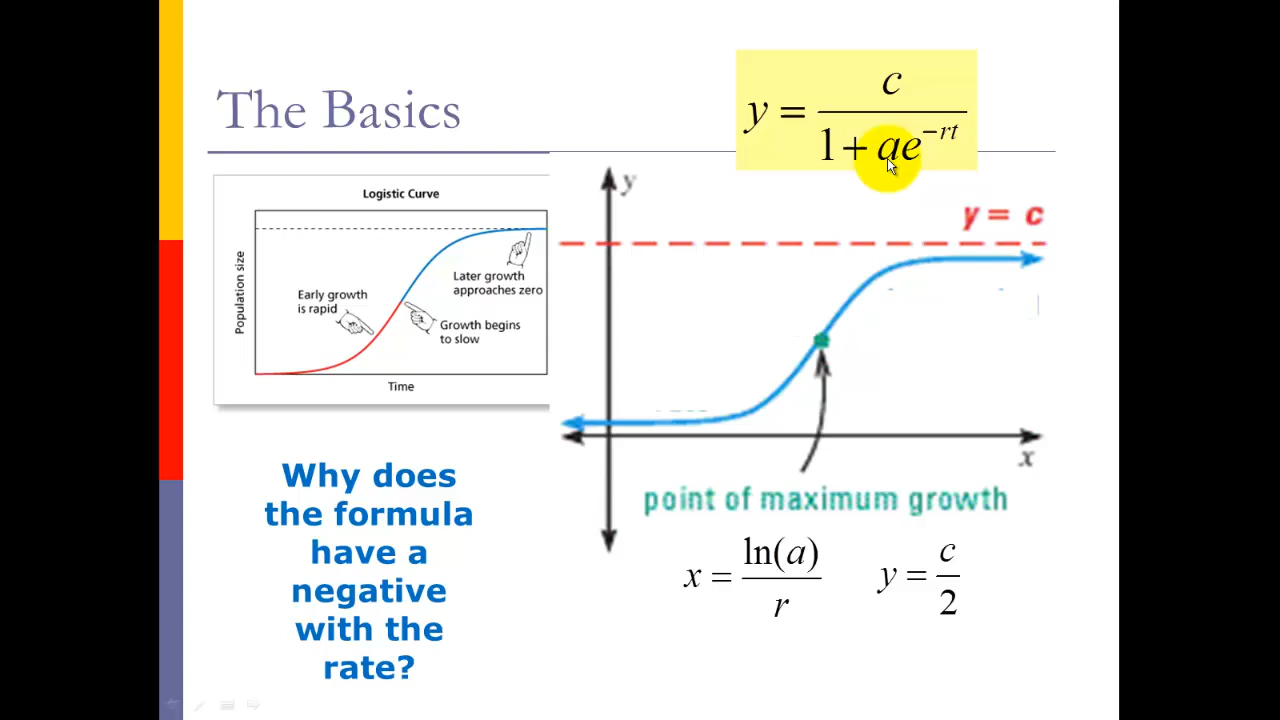 The Basics
y = c / (1 + ae^{-rt})
Logistic Curve
Population size
Early growth
is rapid
Growth begins
to slow
Later growth
approaches zero
Time
y
y = c
x
point of maximum growth
x = ln(a) / r
y = c / 2
Why does
the formula
have a
negative
with the
rate?